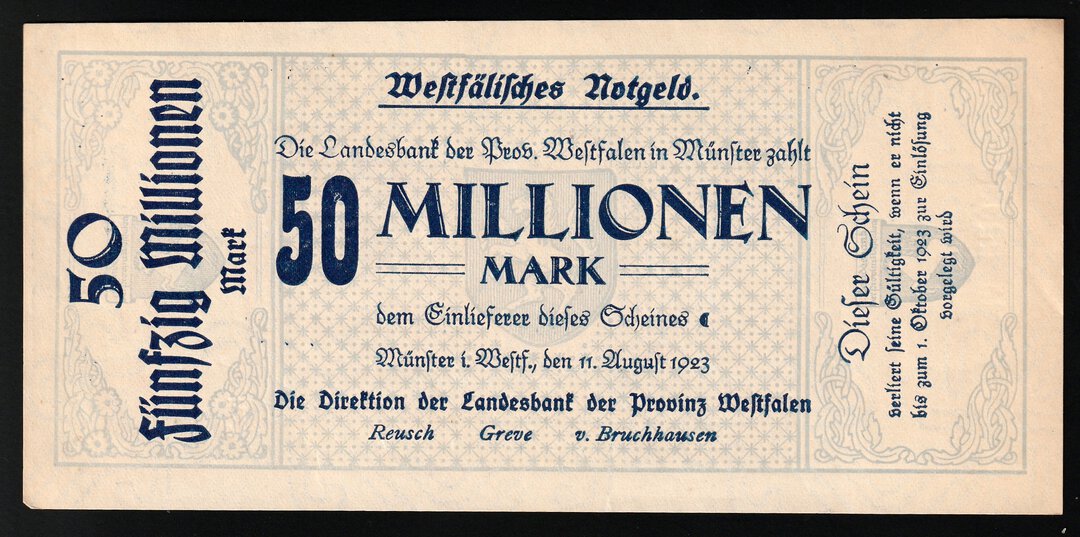 50
Fünfzig Millionen
Mark
Westfälisches Notgeld.
Die Landesbank der Prov. Westfalen in Münster zahlt
50 MILLIONEN
MARK
dem Einlieferer dieses Scheines
Münster i. Westf., den 11. August 1923
Die Direktion der Landesbank der Provinz Westfalen
Reusch Greve v. Bruchhausen
Dieser Schein
verliert seine Gültigkeit, wenn er nicht
bis zum 1. Oktober 1923 zur Einlösung
vorgelegt wird